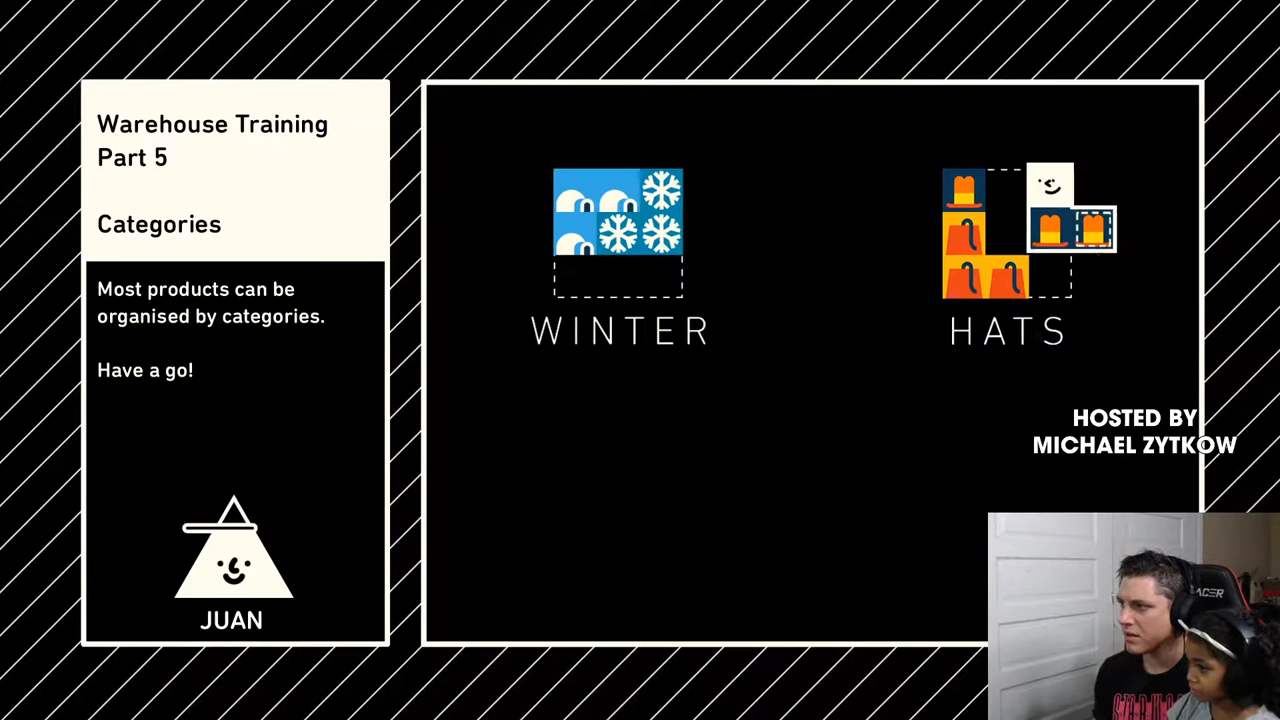 Warehouse Training
Part 5
Categories
Most products can be
organised by categories.
Have a go!
JUAN
WINTER
HATS
HOSTED BY
MICHAEL ZYTKOW